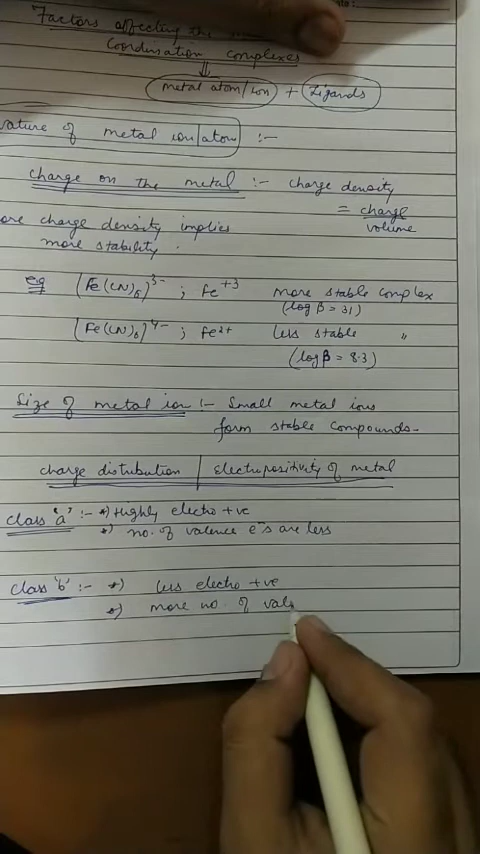 Factors affecting the
Coordination complexes
⇓
metal atom/ion + Ligands
nature of metal ion/atom :-
charge on the metal :- charge density
= charge/volume
ore charge density implies
more stability.
eg [Fe(CN)6]3- ; Fe+3 more stable complex
(log β = 31)
[Fe(CN)6]4- ; Fe2+ less stable "
(log β = 8.3)
Size of metal ion :- Small metal ions
form stable compounds.
charge distribution | electropositivity of metal
class 'a' :- *) Highly electro +ve
*) no. of valence e-s are less
class 'b' :- *) less electro +ve
*) more no. of val